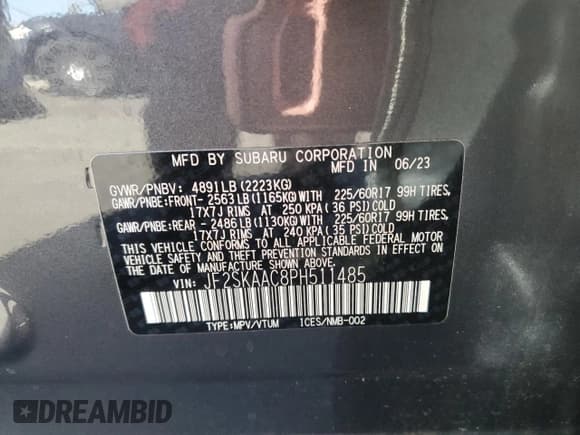 MFD BY SUBARU CORPORATION
MFD IN 06/23
GVWR/PNBV: 4891LB (2223KG)
GAWR/PNBE:FRONT- 2563LB (1165KG) WITH 225/60R17 99H TIRES,
17X7J RIMS AT 250 KPA (36 PSI) COLD
GAWR/PNBE:REAR - 2486LB (1130KG) WITH 225/60R17 99H TIRES,
17X7J RIMS AT 240 KPA (35 PSI) COLD
THIS VEHICLE CONFORMS TO ALL APPLICABLE FEDERAL MOTOR
VEHICLE SAFETY AND THEFT PREVENTION STANDARDS IN EFFECT ON
THE DATE OF MANUFACTURE SHOWN ABOVE.
VIN: JF2SKAAC8PH511485
TYPE:MPV/VTUM ICES/NMB-002
DREAMBID